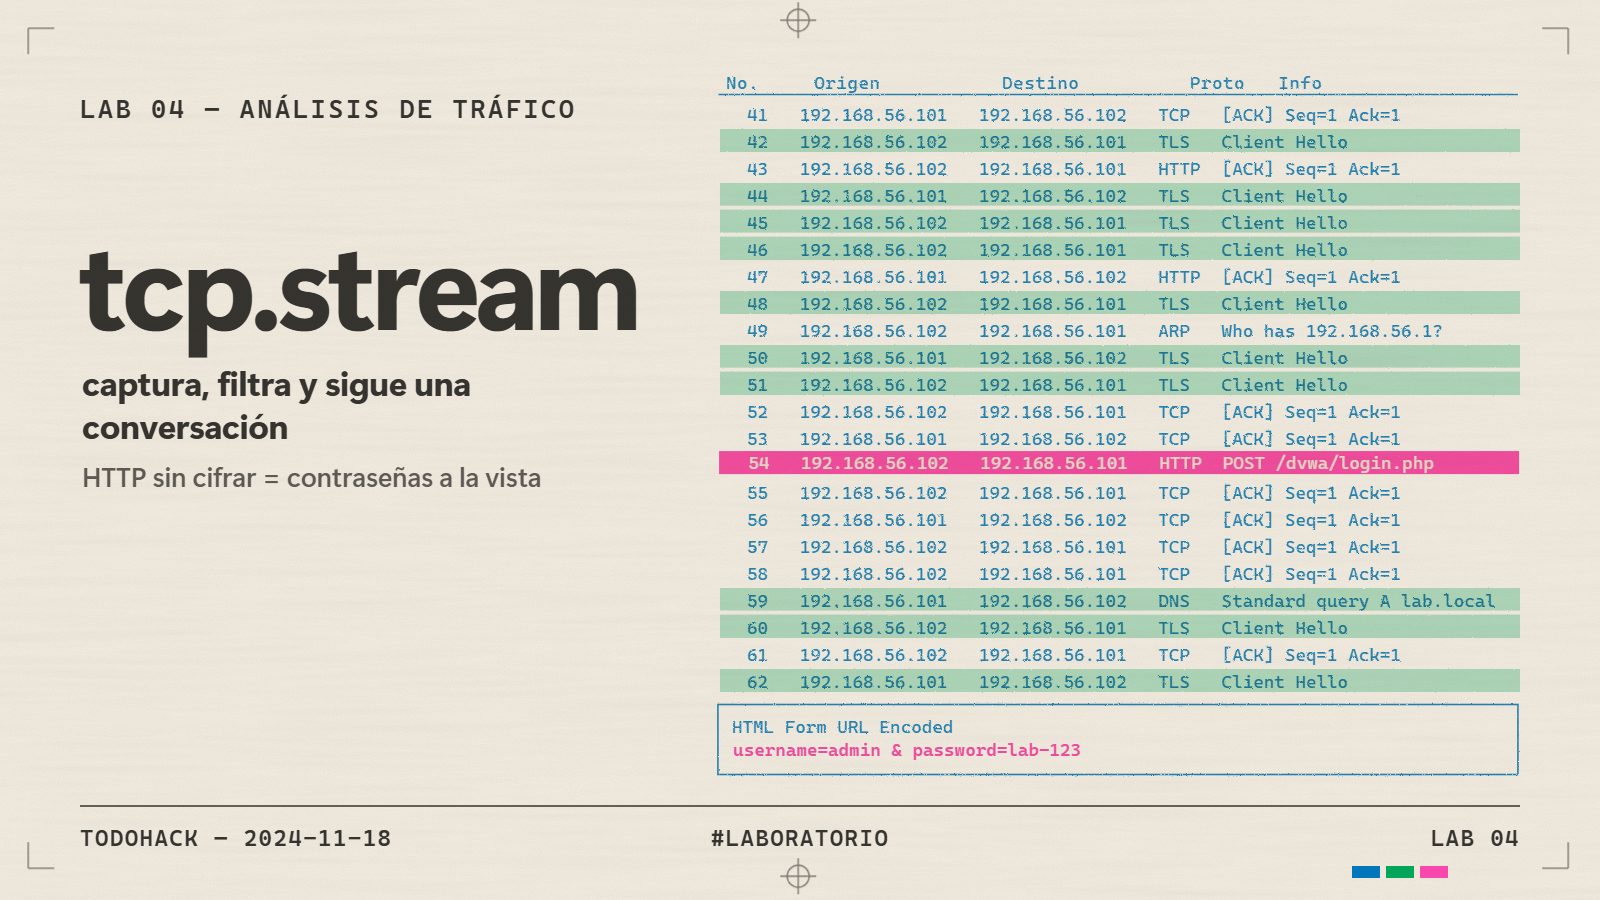 LAB 04 — ANÁLISIS DE TRÁFICO
tcp.stream
captura, filtra y sigue una
conversación
HTTP sin cifrar = contraseñas a la vista
No. Origen Destino Proto Info
41 192.168.56.101 192.168.56.102 TCP [ACK] Seq=1 Ack=1
42 192.168.56.102 192.168.56.101 TLS Client Hello
43 192.168.56.102 192.168.56.101 HTTP [ACK] Seq=1 Ack=1
44 192.168.56.101 192.168.56.102 TLS Client Hello
45 192.168.56.102 192.168.56.101 TLS Client Hello
46 192.168.56.102 192.168.56.101 TLS Client Hello
47 192.168.56.101 192.168.56.102 HTTP [ACK] Seq=1 Ack=1
48 192.168.56.102 192.168.56.101 TLS Client Hello
49 192.168.56.102 192.168.56.101 ARP Who has 192.168.56.1?
50 192.168.56.101 192.168.56.102 TLS Client Hello
51 192.168.56.102 192.168.56.101 TLS Client Hello
52 192.168.56.102 192.168.56.101 TCP [ACK] Seq=1 Ack=1
53 192.168.56.101 192.168.56.102 TCP [ACK] Seq=1 Ack=1
54 192.168.56.102 192.168.56.101 HTTP POST /dvwa/login.php
55 192.168.56.102 192.168.56.101 TCP [ACK] Seq=1 Ack=1
56 192.168.56.101 192.168.56.102 TCP [ACK] Seq=1 Ack=1
57 192.168.56.102 192.168.56.101 TCP [ACK] Seq=1 Ack=1
58 192.168.56.102 192.168.56.101 TCP [ACK] Seq=1 Ack=1
59 192.168.56.101 192.168.56.102 DNS Standard query A lab.local
60 192.168.56.102 192.168.56.101 TLS Client Hello
61 192.168.56.102 192.168.56.101 TCP [ACK] Seq=1 Ack=1
62 192.168.56.101 192.168.56.102 TLS Client Hello
HTML Form URL Encoded
username=admin & password=lab-123
TODOHACK — 2024-11-18
#LABORATORIO
LAB 04